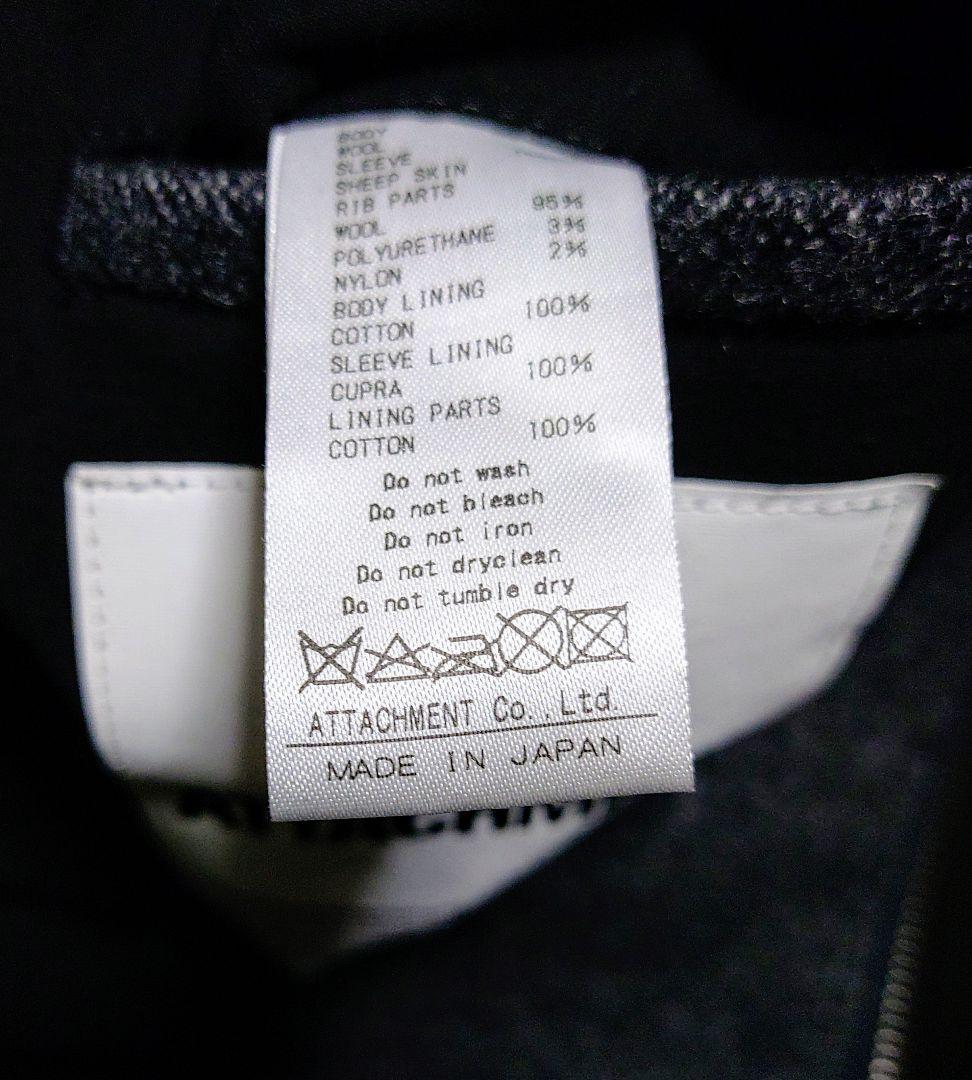 BODY
WOOL
SLEEVE
SHEEP SKIN
RIB PARTS
WOOL 95%
POLYURETHANE 3%
NYLON 2%
BODY LINING
COTTON 100%
SLEEVE LINING
CUPRA 100%
LINING PARTS
COTTON 100%
Do not wash
Do not bleach
Do not iron
Do not dryclean
Do not tumble dry
ATTACHMENT Co.,Ltd.
MADE IN JAPAN